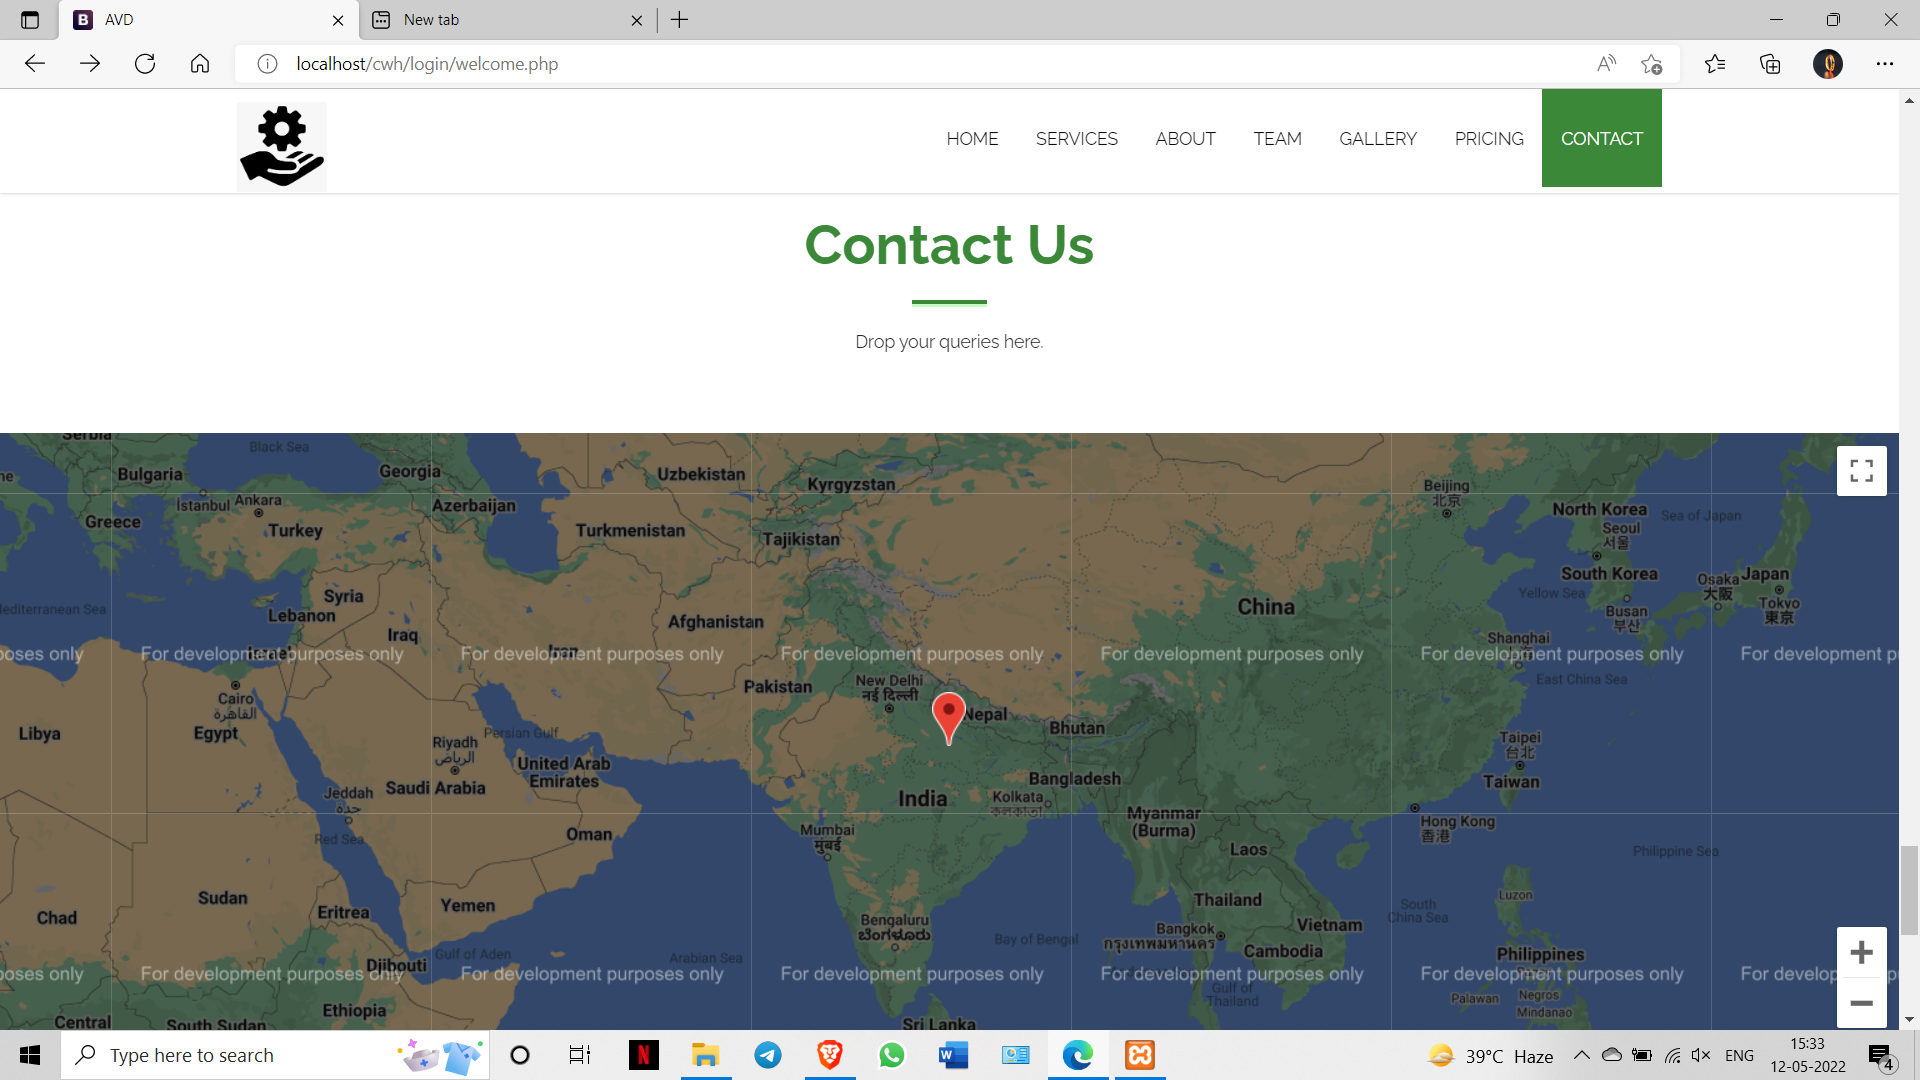 AVD
New tab
localhost/cwh/login/welcome.php
HOME SERVICES ABOUT TEAM GALLERY PRICING CONTACT
Contact Us
Drop your queries here.
Serbia
Black Sea
Bulgaria
Georgia
Uzbekistan
Kyrgyzstan
Beijing
北京
İstanbul
Ankara
Azerbaijan
North Korea
Sea of Japan
Greece
Turkey
Turkmenistan
Tajikistan
Seoul
서울
South Korea
Osaka
大阪
Japan
Syria
Yellow Sea
Tokyo
東京
Lebanon
Afghanistan
China
Busan
부산
Iraq
Shanghai
上海
For development purposes only
For development purposes only
For development purposes only
For development purposes only
For development purposes only
Israel
Iran
Pakistan
New Delhi
नई दिल्ली
East China Sea
Cairo
القاهرة
Nepal
Bhutan
Libya
Egypt
Persian Gulf
Riyadh
الرياض
Taipei
台北
United Arab
Emirates
Bangladesh
Taiwan
Jeddah
جدة
Saudi Arabia
India
Kolkata
কলকাতা
Myanmar
(Burma)
Hong Kong
香港
Red Sea
Oman
Mumbai
मुंबई
Laos
Philippine Sea
Sudan
Eritrea
Yemen
Thailand
Luzon
Chad
Bengaluru
ಬೆಂಗಳೂರು
South
China Sea
Vietnam
Bangkok
กรุงเทพมหานคร
Bay of Bengal
Gulf of Aden
Arabian Sea
Cambodia
Philippines
Djibouti
For development purposes only
For development purposes only
For development purposes only
For development purposes only
For development purposes only
Gulf of
Thailand
Palawan
Negros
Ethiopia
Mindanao
Central
South Sudan
Sri Lanka
Type here to search
39°C Haze
ENG
15:33
12-05-2022
4